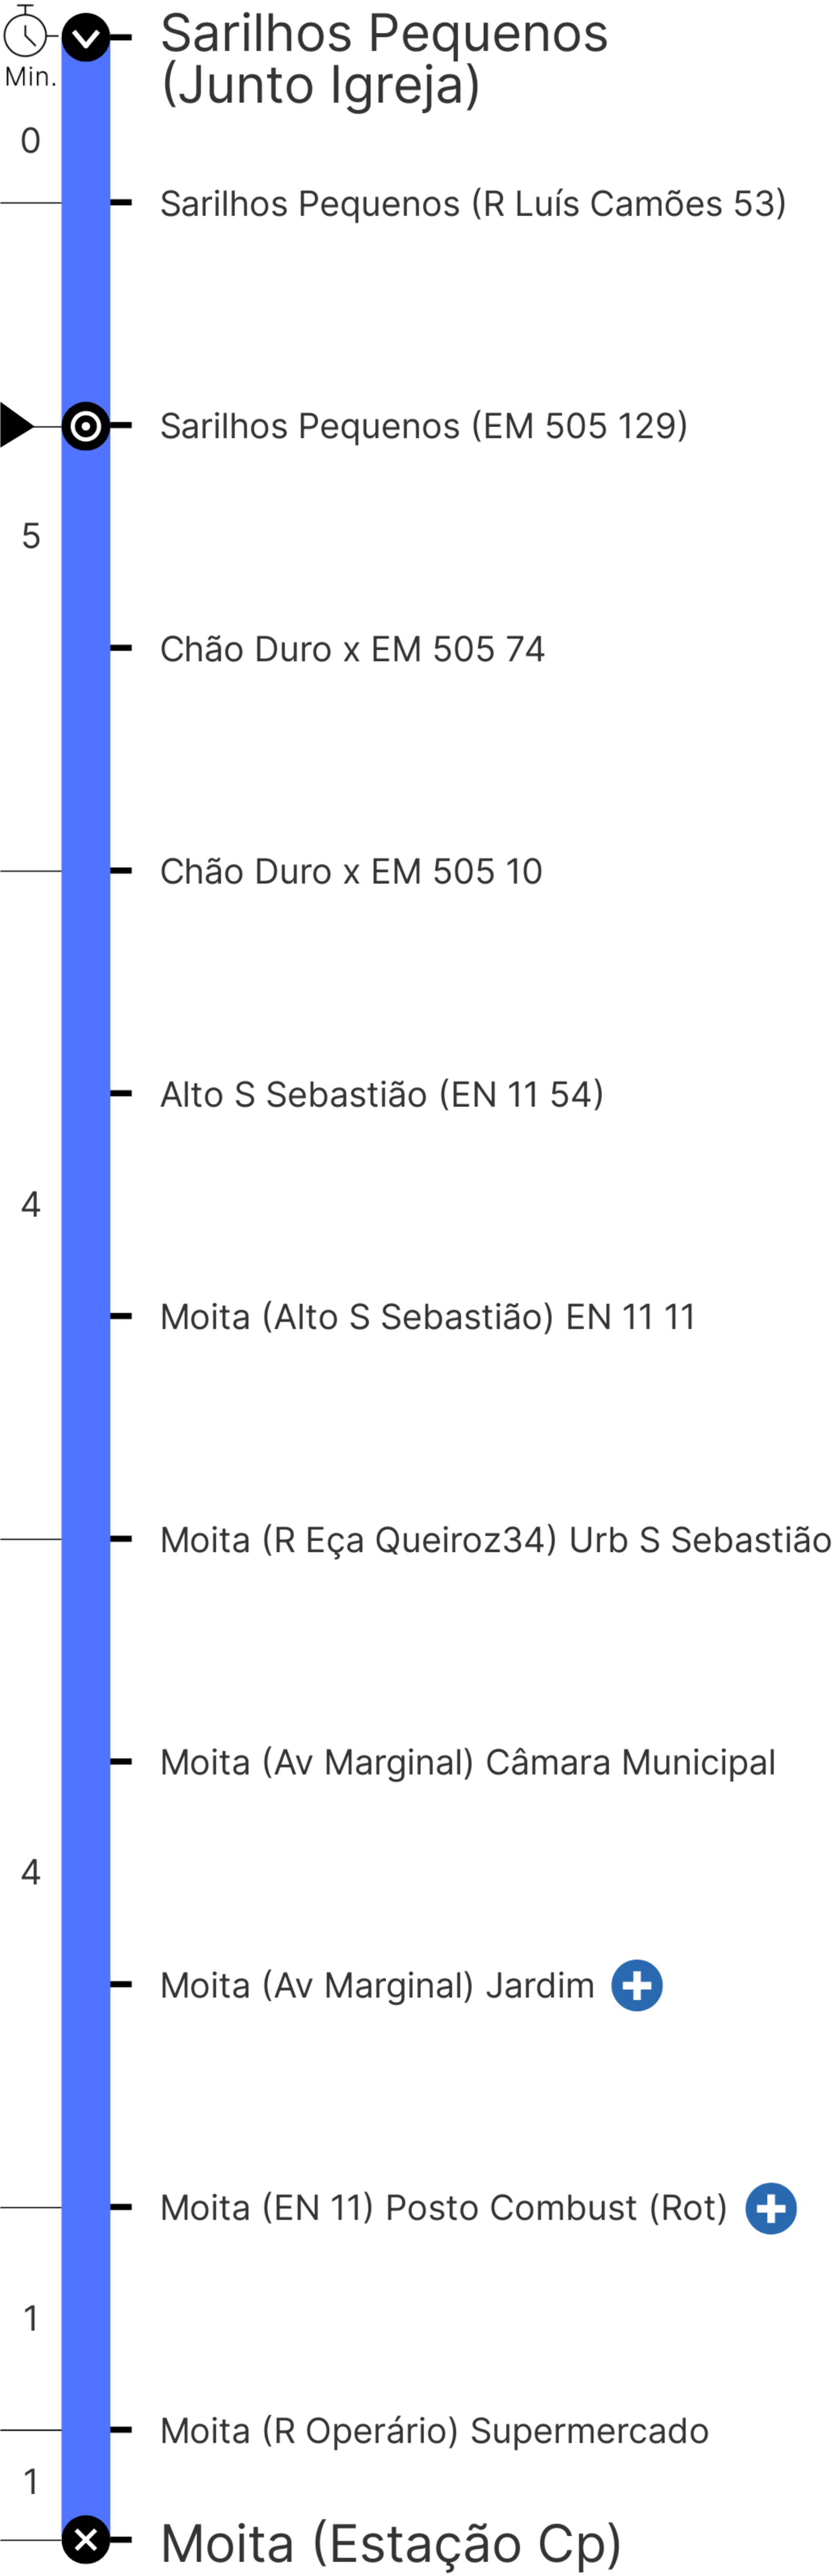 Sarilhos Pequenos
(Junto Igreja)
Min.
0
Sarilhos Pequenos (R Luís Camões 53)
Sarilhos Pequenos (EM 505 129)
5
Chão Duro x EM 505 74
Chão Duro x EM 505 10
Alto S Sebastião (EN 11 54)
4
Moita (Alto S Sebastião) EN 11 11
Moita (R Eça Queiroz34) Urb S Sebastião
Moita (Av Marginal) Câmara Municipal
4
Moita (Av Marginal) Jardim
Moita (EN 11) Posto Combust (Rot)
1
Moita (R Operário) Supermercado
1
Moita (Estação Cp)